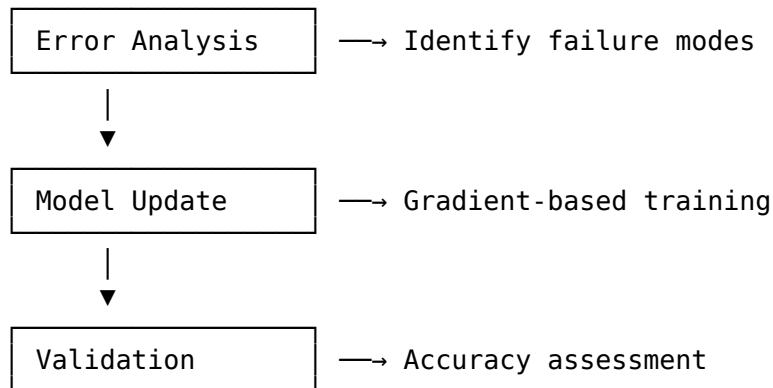 Error Analysis ──→ Identify failure modes
Model Update ──→ Gradient-based training
Validation ──→ Accuracy assessment